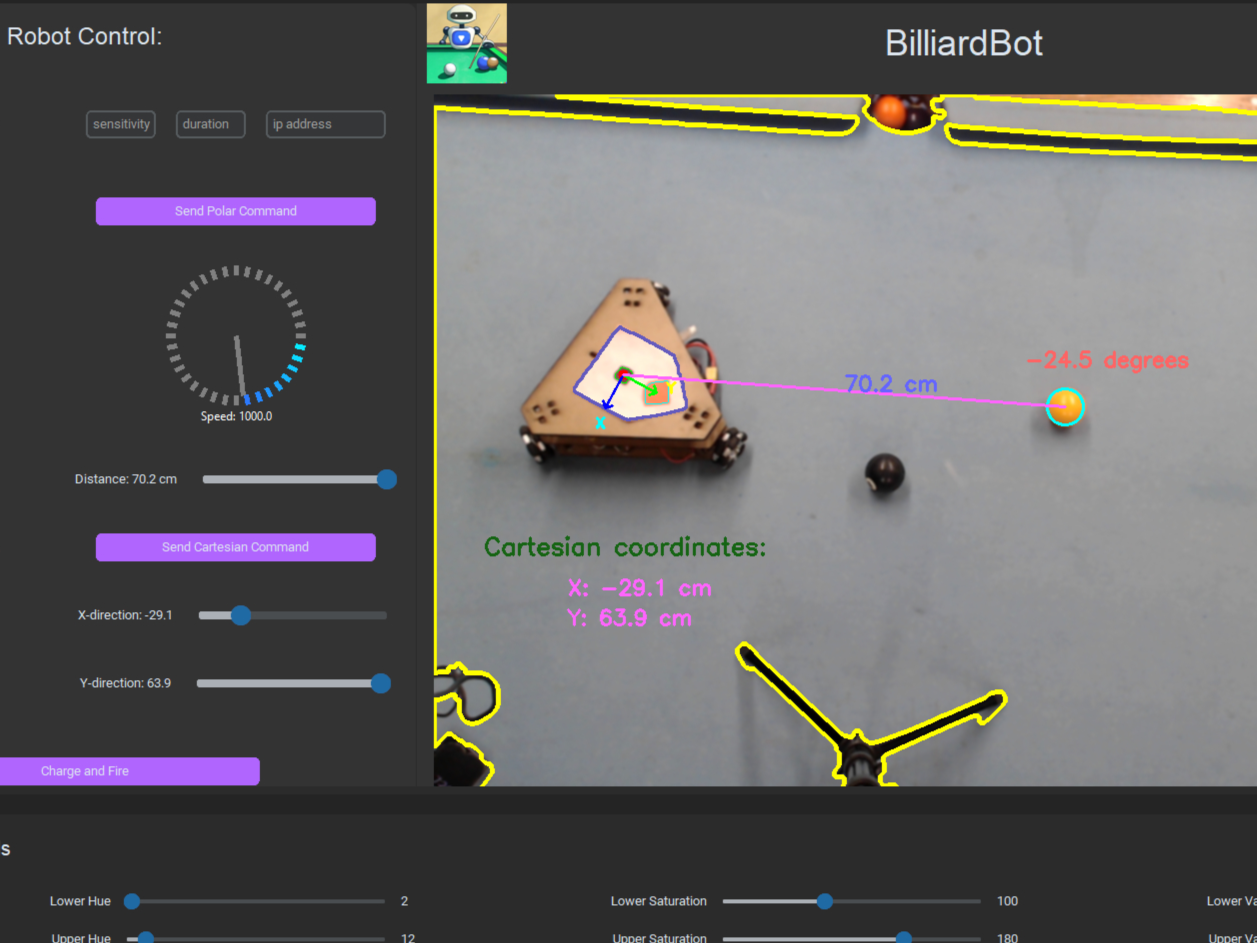 Robot Control:
BilliardBot
sensitivity
duration
ip address
Send Polar Command
Speed: 1000.0
Distance: 70.2 cm
Send Cartesian Command
X-direction: -29.1
Y-direction: 63.9
Charge and Fire
-24.5 degrees
70.2 cm
Y
X
Cartesian coordinates:
X: -29.1 cm
Y: 63.9 cm
s
Lower Hue
2
Lower Saturation
100
Lower Va
Upper Hue
12
Upper Saturation
180
Upper Va